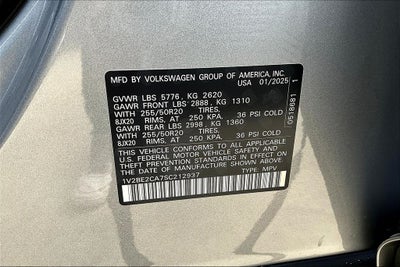 MFD BY VOLKSWAGEN GROUP OF AMERICA, INC.
USA 01/2025
GVWR LBS 5776, KG 2620
GAWR FRONT LBS 2888, KG 1310
WITH 255/50R20 TIRES.
8JX20 RIMS. AT 250 KPA. 36 PSI COLD
GAWR REAR LBS 2998, KG 1360
WITH 255/50R20 TIRES.
8JX20 RIMS. AT 250 KPA. 36 PSI COLD
THIS VEHICLE CONFORMS TO ALL APPLICABLE
U.S. FEDERAL MOTOR VEHICLE SAFETY AND
THEFT PREVENTION STANDARDS IN EFFECT ON
THE DATE OF MANUFACTURE SHOWN ABOVE.
1V2BE2CA7SC212937 TYPE MPV
0518681 1